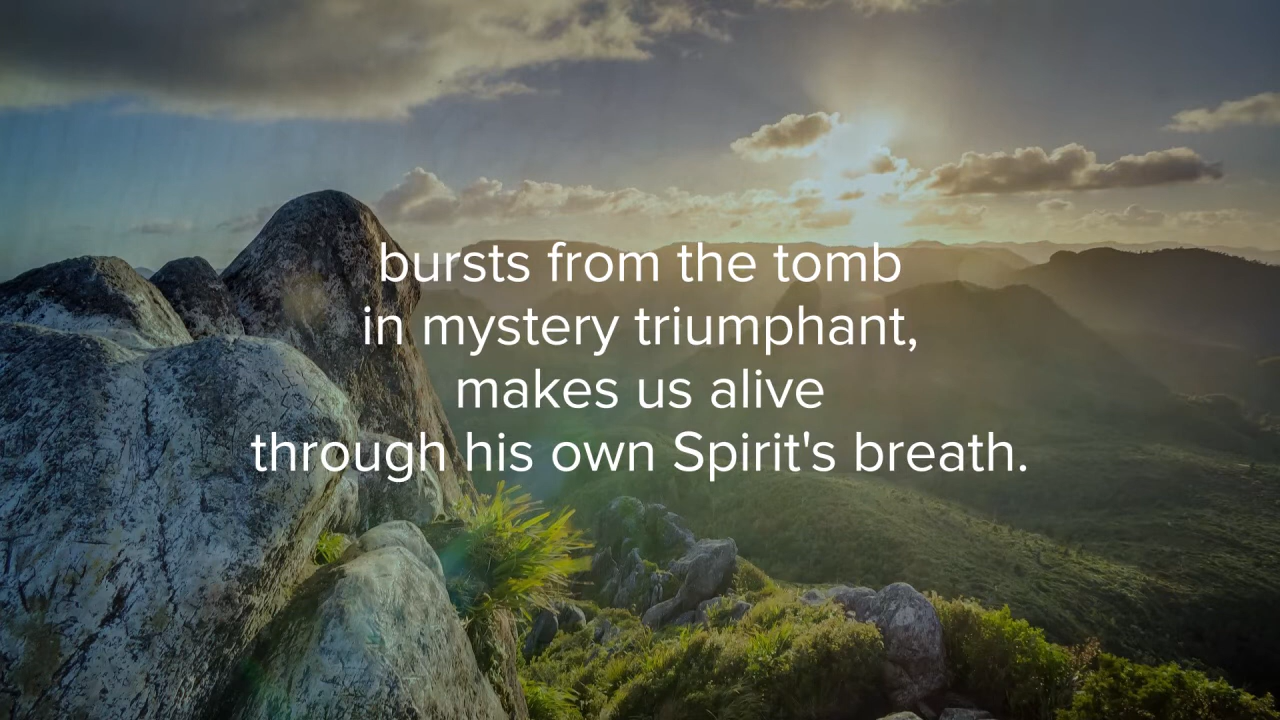 bursts from the tomb
in mystery triumphant,
makes us alive
through his own Spirit's breath.